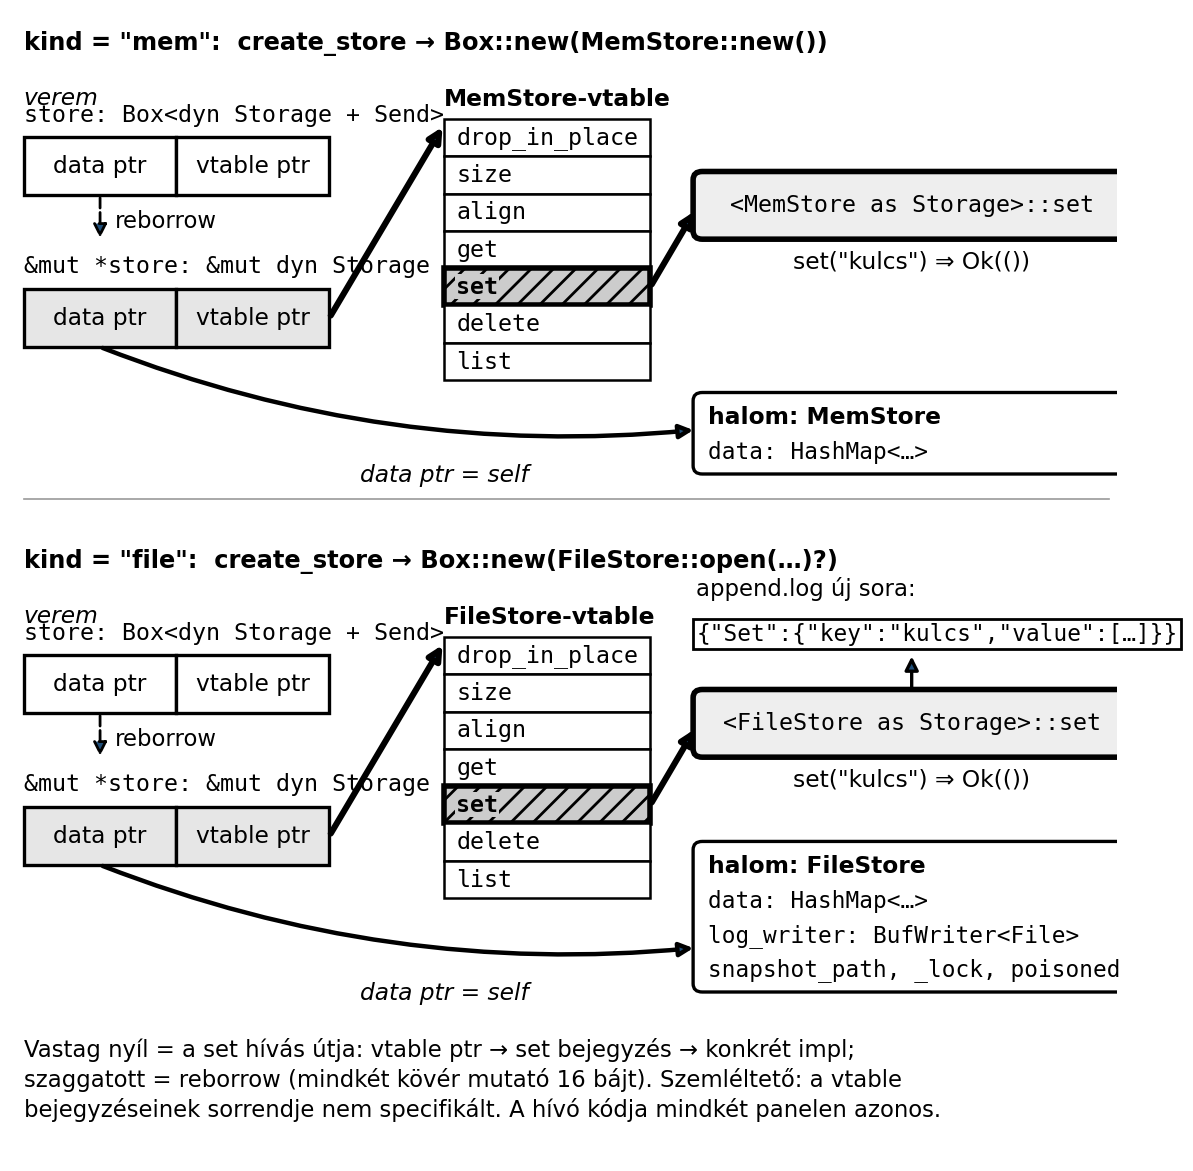 kind = "mem":  create_store → Box::new(MemStore::new())
verem
store: Box<dyn Storage + Send>
data ptr
vtable ptr
reborrow
&mut *store: &mut dyn Storage
data ptr
vtable ptr
MemStore-vtable
drop_in_place
size
align
get
set
delete
list
<MemStore as Storage>::set
set("kulcs") ⇒ Ok(())
halom: MemStore
data: HashMap<…>
data ptr = self
kind = "file":  create_store → Box::new(FileStore::open(…)?)
verem
store: Box<dyn Storage + Send>
data ptr
vtable ptr
reborrow
&mut *store: &mut dyn Storage
data ptr
vtable ptr
FileStore-vtable
drop_in_place
size
align
get
set
delete
list
append.log új sora:
{"Set":{"key":"kulcs","value":[…]}}
<FileStore as Storage>::set
set("kulcs") ⇒ Ok(())
halom: FileStore
data: HashMap<…>
log_writer: BufWriter<File>
snapshot_path, _lock, poisoned
data ptr = self
Vastag nyíl = a set hívás útja: vtable ptr → set bejegyzés → konkrét impl;
szaggatott = reborrow (mindkét kövér mutató 16 bájt). Szemléltető: a vtable
bejegyzéseinek sorrendje nem specifikált. A hívó kódja mindkét panelen azonos.